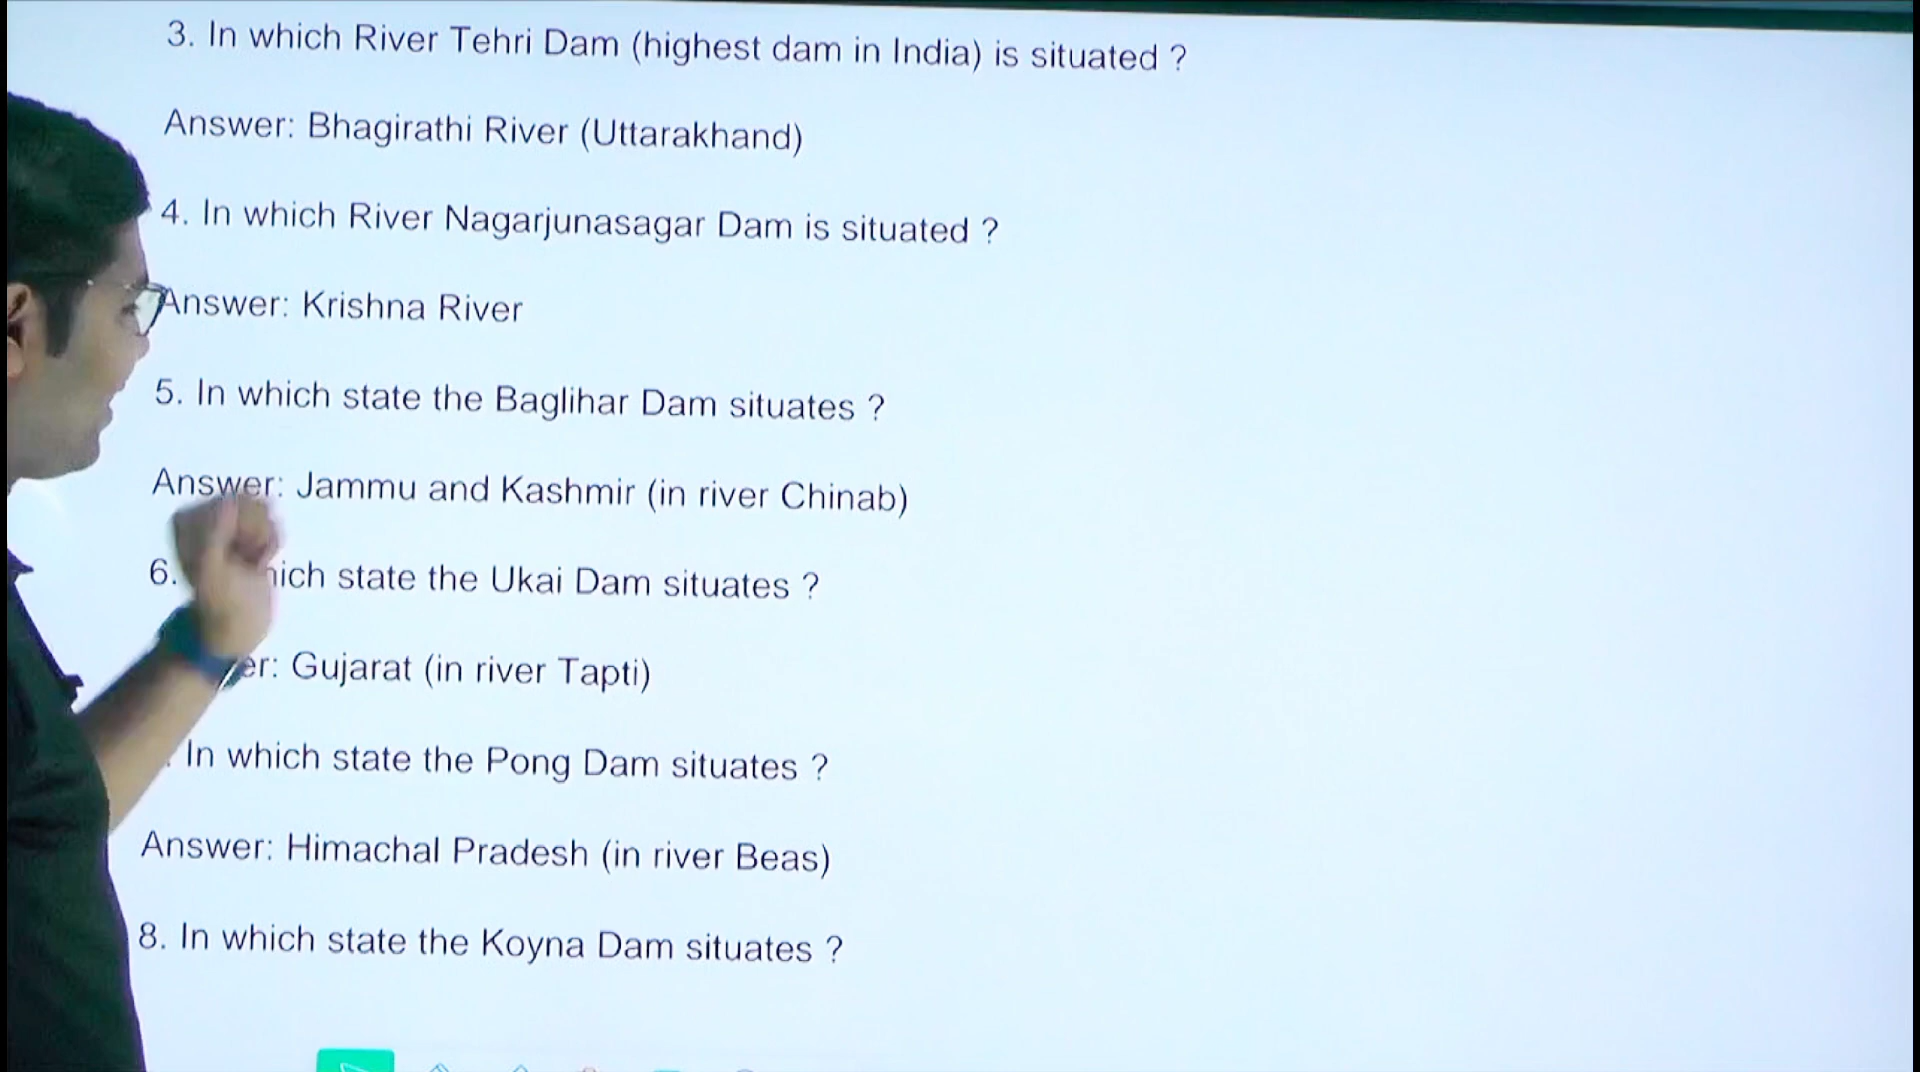 3. In which River Tehri Dam (highest dam in India) is situated ?
Answer: Bhagirathi River (Uttarakhand)
4. In which River Nagarjunasagar Dam is situated ?
Answer: Krishna River
5. In which state the Baglihar Dam situates ?
Answer: Jammu and Kashmir (in river Chinab)
6. state the Ukai Dam situates ?
Gujarat (in river Tapti)
In which state the Pong Dam situates ?
Answer: Himachal Pradesh (in river Beas)
8. In which state the Koyna Dam situates ?